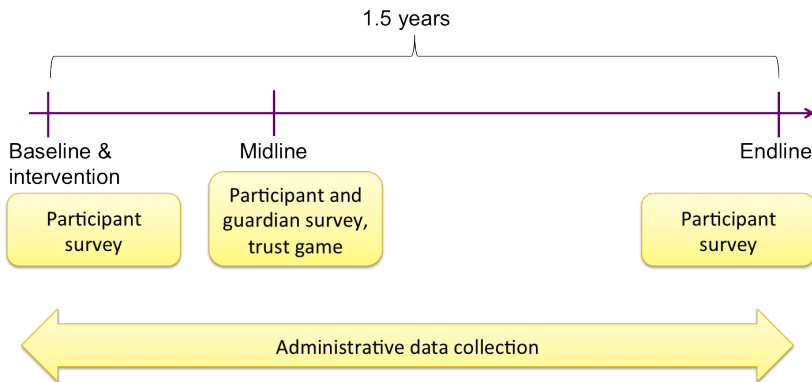 1.5 years
Baseline &
intervention
Midline
Endline
Participant
survey
Participant and
guardian survey,
trust game
Participant
survey
Administrative data collection